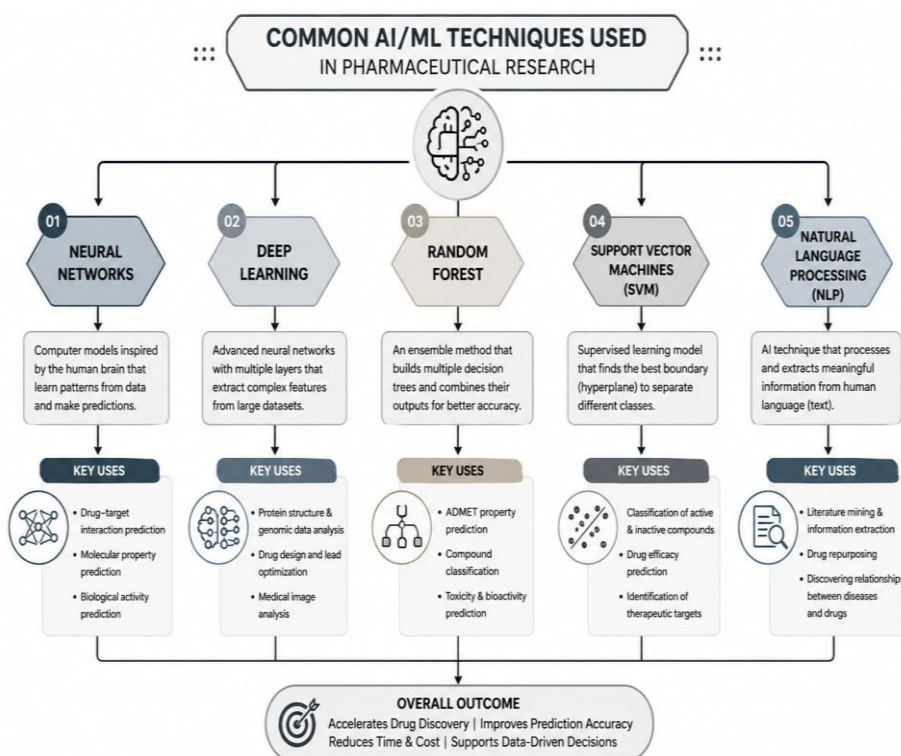 COMMON AI/ML TECHNIQUES USED
IN PHARMACEUTICAL RESEARCH
01
NEURAL
NETWORKS
Computer models inspired
by the human brain that
learn patterns from data
and make predictions.
KEY USES
• Drug–target
interaction prediction
• Molecular property
prediction
• Biological activity
prediction
02
DEEP
LEARNING
Advanced neural networks
with multiple layers that
extract complex features
from large datasets.
KEY USES
• Protein structure &
genomic data analysis
• Drug design and lead
optimization
• Medical image
analysis
03
RANDOM
FOREST
An ensemble method that
builds multiple decision
trees and combines their
outputs for better accuracy.
KEY USES
• ADMET property
prediction
• Compound
classification
• Toxicity & bioactivity
prediction
04
SUPPORT VECTOR
MACHINES
(SVM)
Supervised learning model
that finds the best boundary
(hyperplane) to separate
different classes.
KEY USES
Classification of active
• & inactive compounds
• Drug efficacy
prediction
• Identification of
therapeutic targets
05
NATURAL
LANGUAGE
PROCESSING
(NLP)
AI technique that processes
and extracts meaningful
information from human
language (text).
KEY USES
• Literature mining &
information extraction
• Drug repurposing
• Discovering relationships
between diseases
and drugs
OVERALL OUTCOME
Accelerates Drug Discovery | Improves Prediction Accuracy
Reduces Time & Cost | Supports Data-Driven Decisions